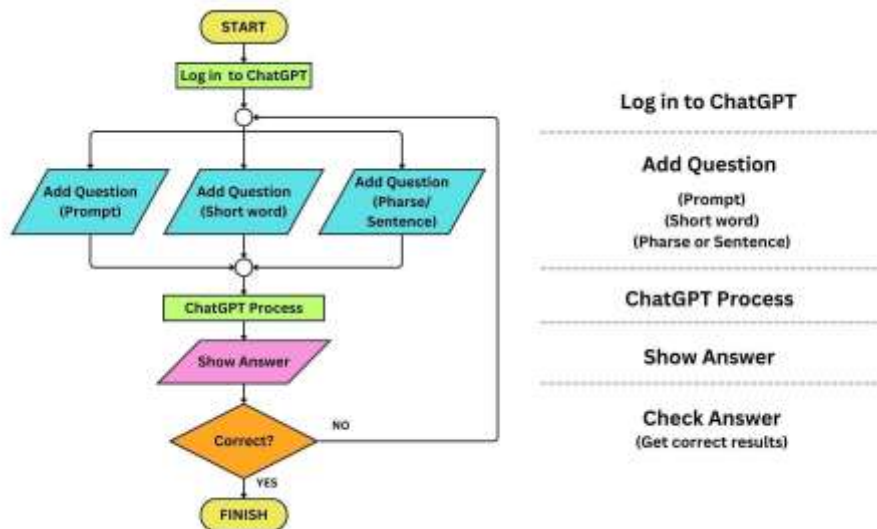 START
Log in to ChatGPT
Add Question
(Prompt)
Add Question
(Short word)
Add Question
(Pharse/
Sentence)
ChatGPT Process
Show Answer
Correct?
NO
YES
FINISH
Log in to ChatGPT
Add Question
(Prompt)
(Short word)
(Pharse or Sentence)
ChatGPT Process
Show Answer
Check Answer
(Get correct results)